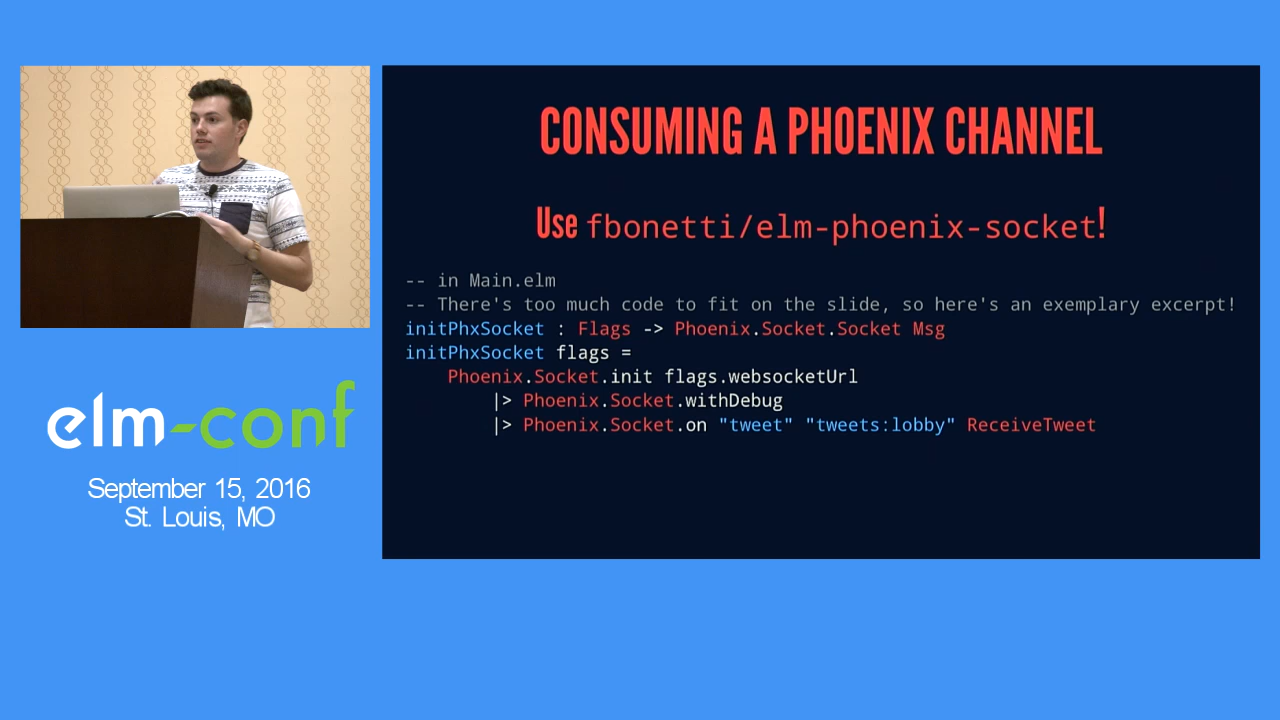 CONSUMING A PHOENIX CHANNEL
Use fbonetti/elm-phoenix-socket!
-- in Main.elm
-- There's too much code to fit on the slide, so here's an exemplary excerpt!
initPhxSocket : Flags -> Phoenix.Socket.Socket Msg
initPhxSocket flags =
    Phoenix.Socket.init flags.websocketUrl
        |> Phoenix.Socket.withDebug
        |> Phoenix.Socket.on "tweet" "tweets:lobby" ReceiveTweet
elm-conf
September 15, 2016
St. Louis, MO